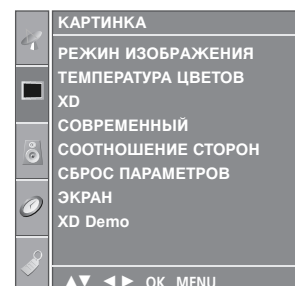 КАРТИНКА
РЕЖИН ИЗОБРАЖЕНИЯ
ТЕМПЕРАТУРА ЦВЕТОВ
XD
СОВРЕМЕННЫЙ
СООТНОШЕНИЕ СТОРОН
СБРОС ПАРАМЕТРОВ
ЭКРАН
XD Demo
▲▼ ◄► OK MENU